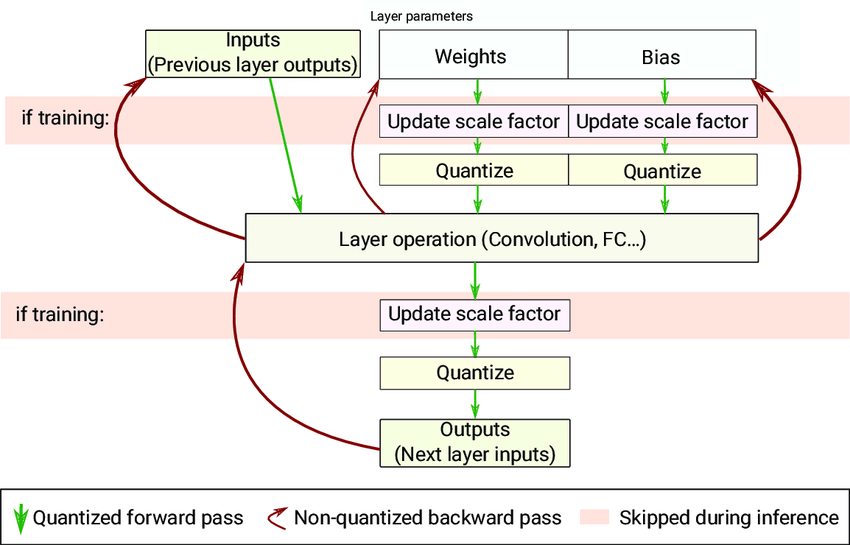 Layer parameters
Inputs
(Previous layer outputs)
Weights
Bias
if training:
Update scale factor
Update scale factor
Quantize
Quantize
Layer operation (Convolution, FC...)
if training:
Update scale factor
Quantize
Outputs
(Next layer inputs)
Quantized forward pass
Non-quantized backward pass
Skipped during inference